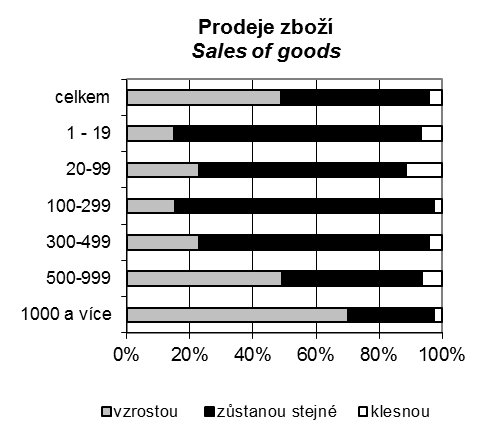 Prodeje zboží
Sales of goods
celkem
1 - 19
20-99
100-299
300-499
500-999
1000 a více
0% 20% 40% 60% 80% 100%
vzrostou zůstanou stejné klesnou